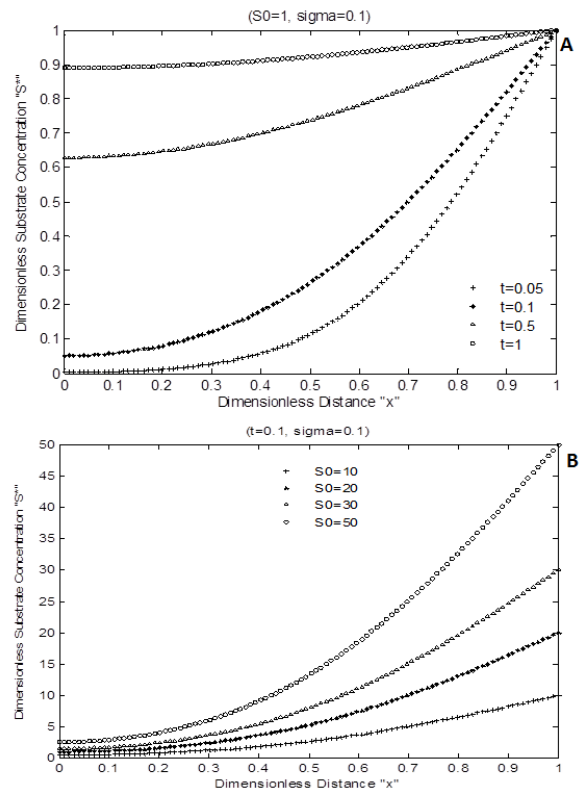 (S0=1, sigma=0.1)
A
Dimensionless Substrate Concentration "S*"
1
0.9
0.8
0.7
0.6
0.5
0.4
0.3
0.2
0.1
0
t=0.05
t=0.1
t=0.5
t=1
0 0.1 0.2 0.3 0.4 0.5 0.6 0.7 0.8 0.9 1
Dimensionless Distance "x"
(t=0.1, sigma=0.1)
B
Dimensionless Substrate Concentration "S*"
50
45
40
35
30
25
20
15
10
5
0
S0=10
S0=20
S0=30
S0=50
0 0.1 0.2 0.3 0.4 0.5 0.6 0.7 0.8 0.9 1
Dimensionless Distance "x"